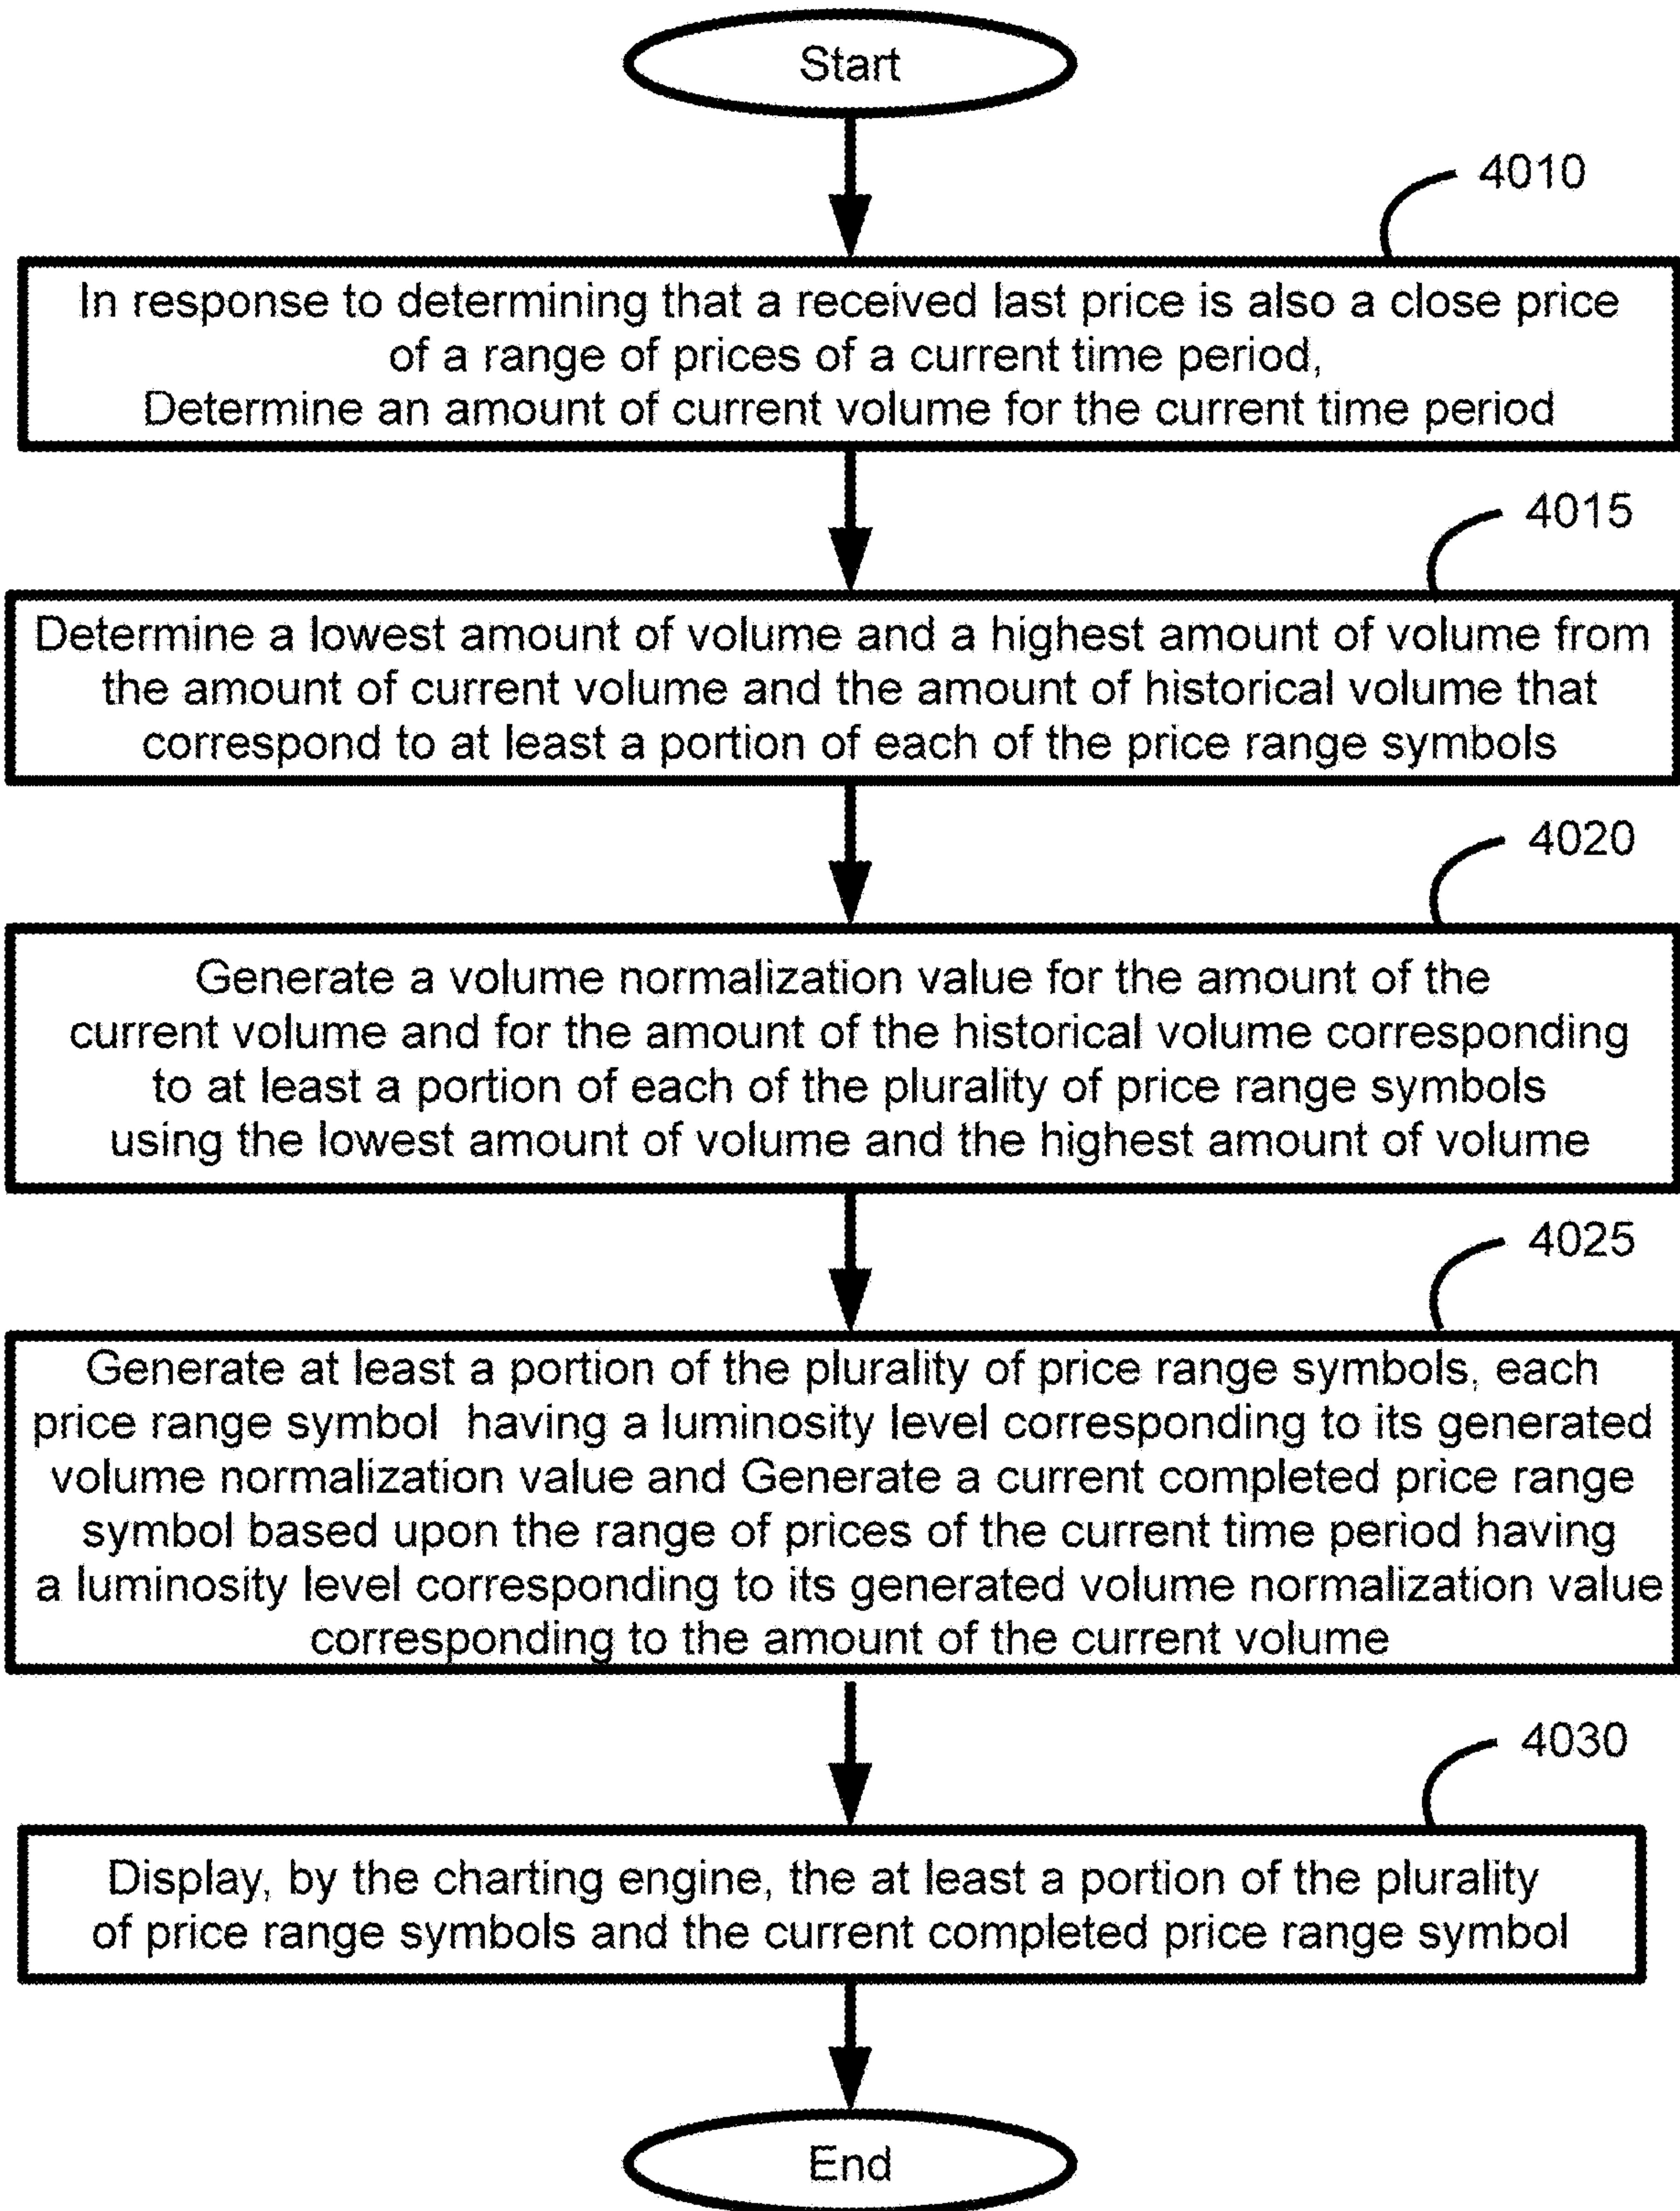 Start
4010
In response to determining that a received last price is also a close price
of a range of prices of a current time period,
Determine an amount of current volume for the current time period
4015
Determine a lowest amount of volume and a highest amount of volume from
the amount of current volume and the amount of historical volume that
correspond to at least a portion of each of the price range symbols
4020
Generate a volume normalization value for the amount of the
current volume and for the amount of the historical volume corresponding
to at least a portion of each of the plurality of price range symbols
using the lowest amount of volume and the highest amount of volume
4025
Generate at least a portion of the plurality of price range symbols, each
price range symbol having a luminosity level corresponding to its generated
volume normalization value and Generate a current completed price range
symbol based upon the range of prices of the current time period having
a luminosity level corresponding to its generated volume normalization value
corresponding to the amount of the current volume
4030
Display, by the charting engine, the at least a portion of the plurality
of price range symbols and the current completed price range symbol
End